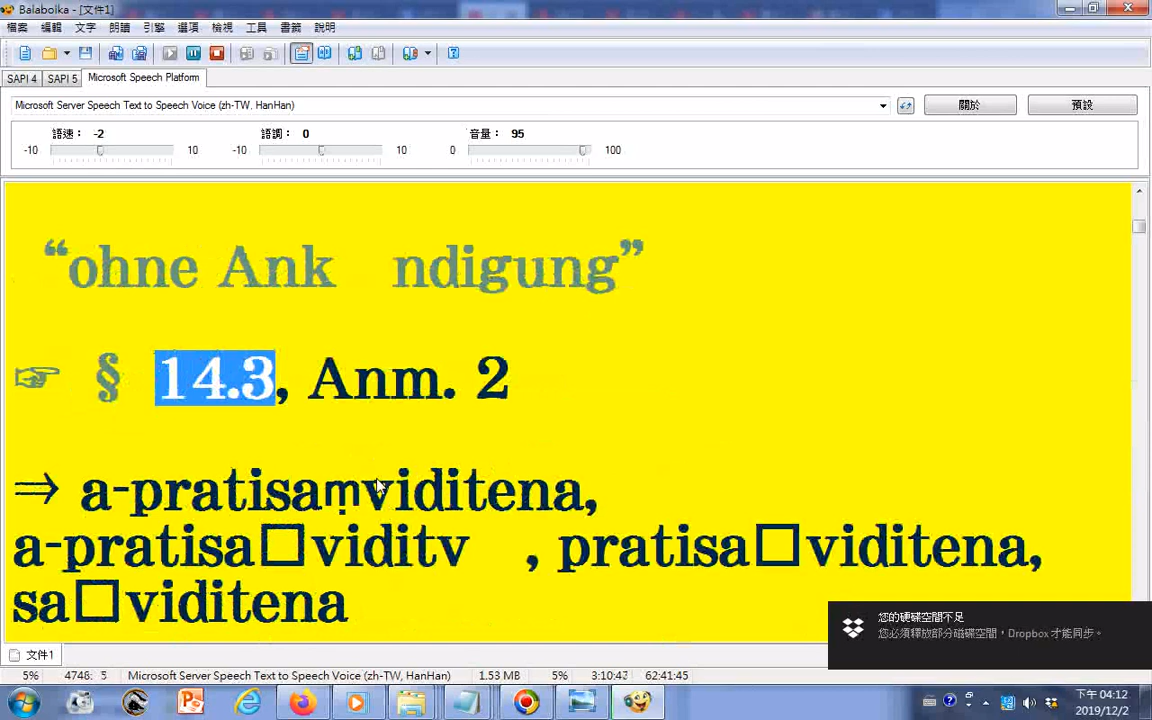 Balabolka - [文件1]
檔案 編輯 文字 朗讀 引擎 選項 檢視 工具 書籤 說明
SAPI 4 SAPI 5 Microsoft Speech Platform
Microsoft Server Speech Text to Speech Voice (zh-TW, HanHan) 關於 預設
語速： -2 語調： 0 音量： 95
-10 10 -10 10 0 100
“ohne Ank ndigung”
☞ § 14.3, Anm. 2
⇒ a-pratisaṃviditena,
a-pratisa□viditv , pratisa□viditena,
sa□viditena
您的硬碟空間不足
您必須釋放部分磁碟空間，Dropbox 才能同步。
文件1
5% 4748: 5 Microsoft Server Speech Text to Speech Voice (zh-TW, HanHan) 1.53 MB 5% 3:10:43 62:41:45
下午 04:12
2019/12/2